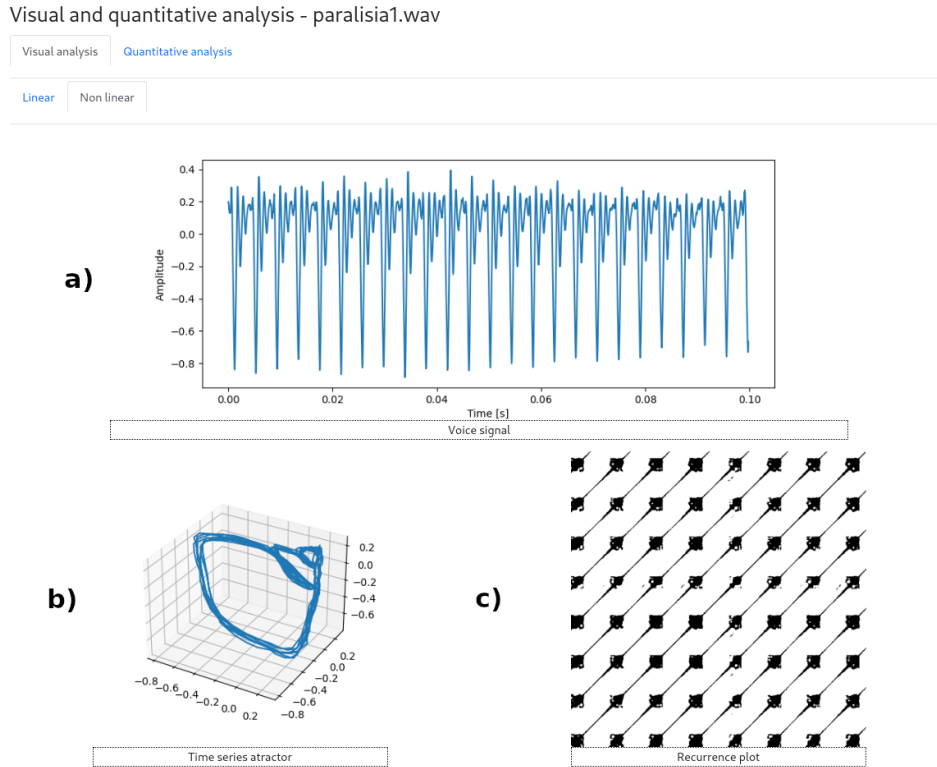 Visual and quantitative analysis - paralisia1.wav
Visual analysis Quantitative analysis
Linear Non linear
a)
Amplitude
0.4
0.2
0.0
−0.2
−0.4
−0.6
−0.8
0.00 0.02 0.04 0.06 0.08 0.10
Time [s]
Voice signal
b)
0.2
0.0
−0.2
−0.4
−0.6
0.2
0.0
−0.2
−0.4
−0.6
−0.8
−0.8 −0.6 −0.4 −0.2 0.0 0.2
Time series atractor
c)
Recurrence plot